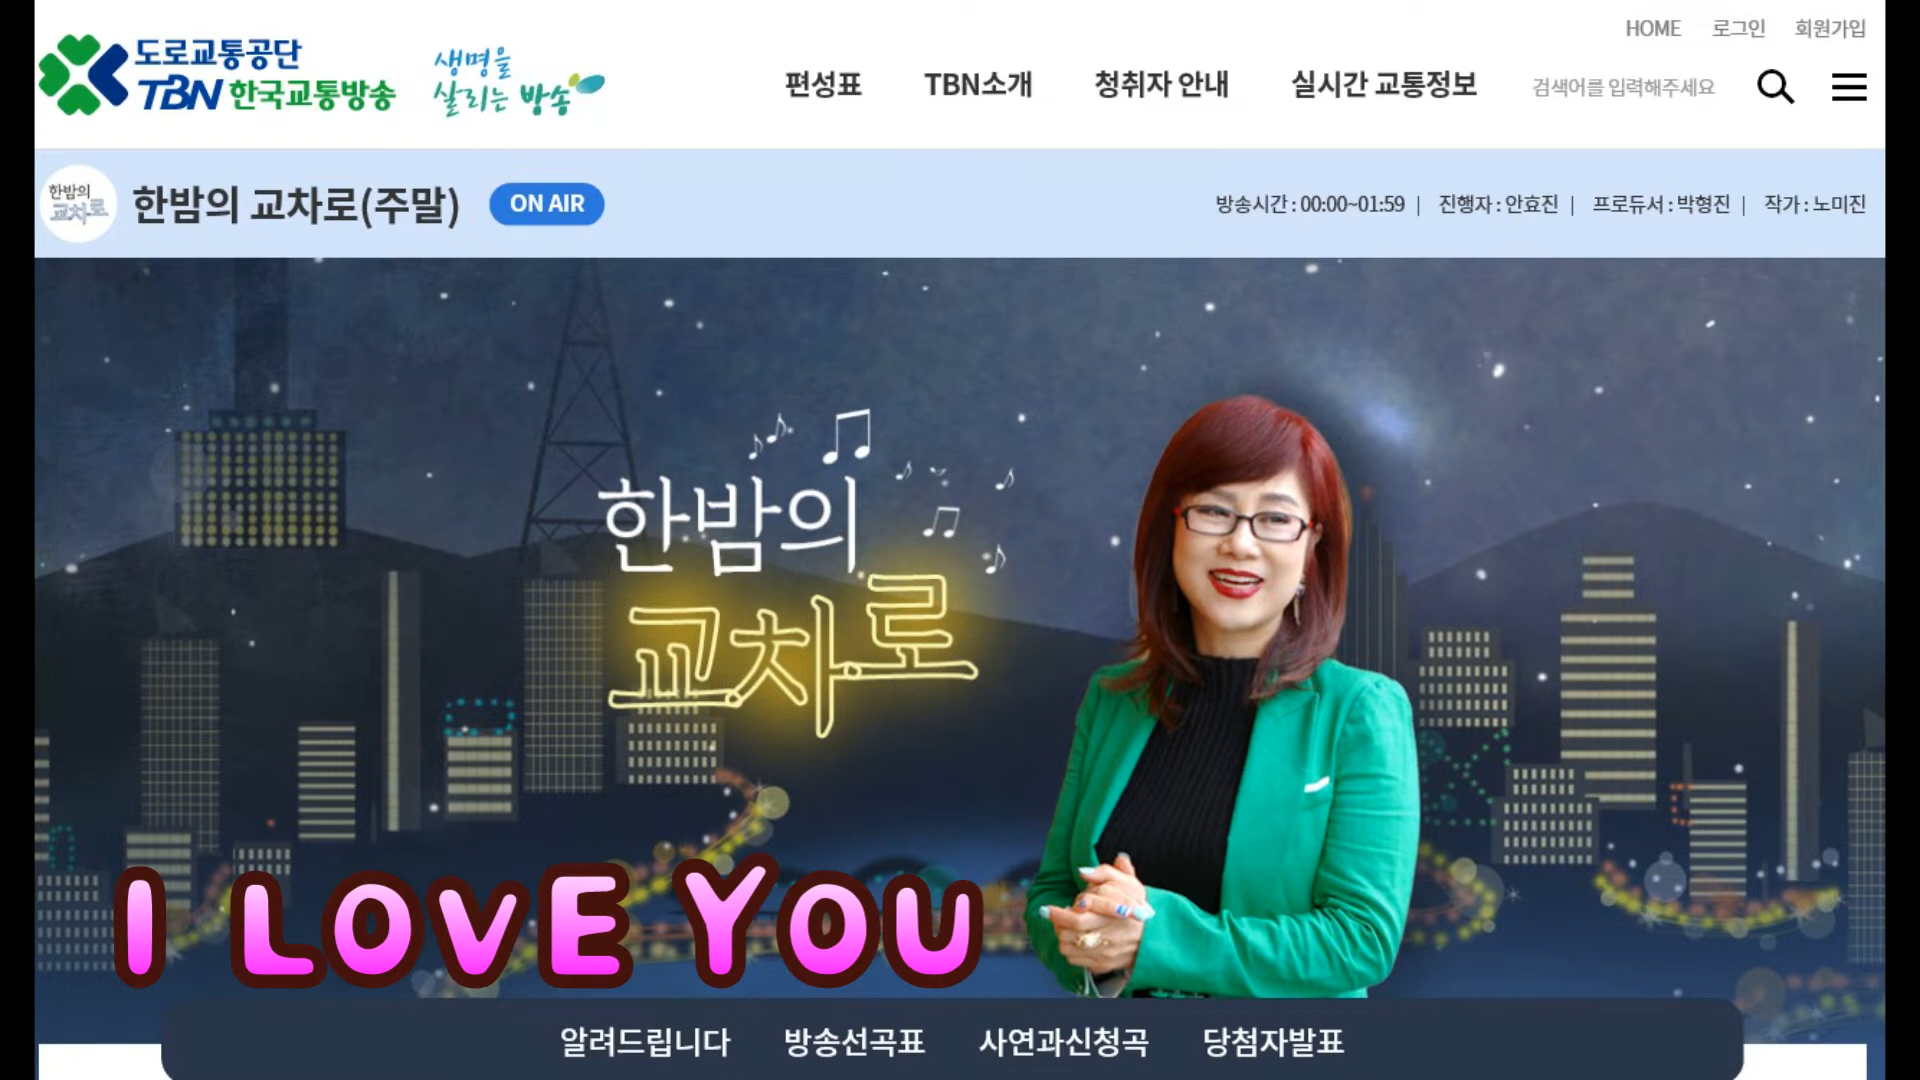 HOME 로그인 회원가입
도로교통공단
TBN 한국교통방송
생명을
살리는 방송
편성표 TBN소개 청취자 안내 실시간 교통정보 검색어를 입력해주세요
한밤의
교차로
한밤의 교차로(주말) ON AIR 방송시간 : 00:00~01:59 | 진행자 : 안효진 | 프로듀서 : 박형진 | 작가 : 노미진
한밤의
교차로
I LOVE YOU
알려드립니다 방송선곡표 사연과신청곡 당첨자발표